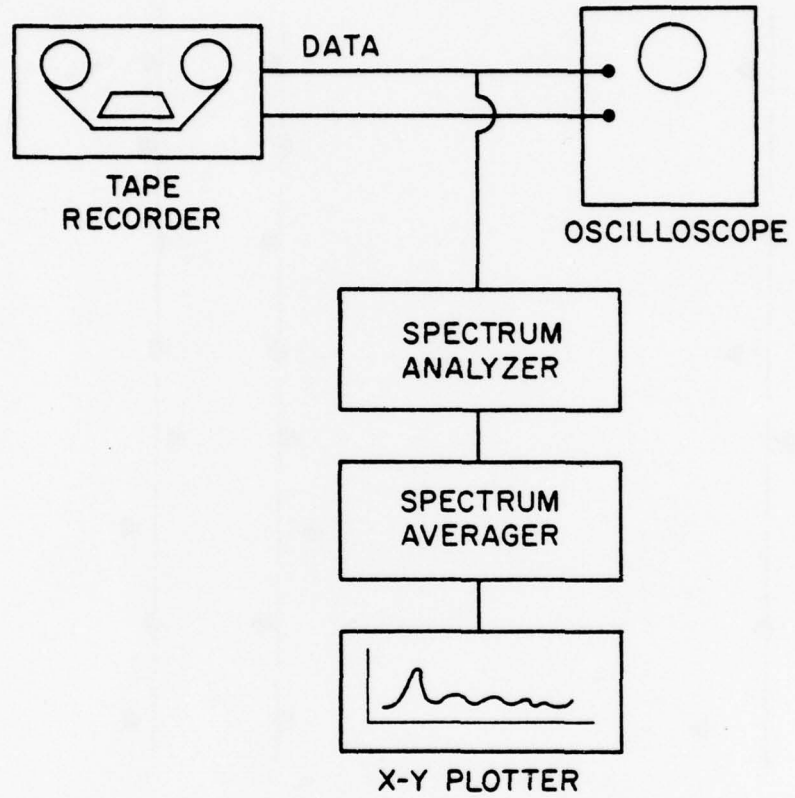 DATA
TAPE
RECORDER
OSCILLOSCOPE
SPECTRUM
ANALYZER
SPECTRUM
AVERAGER
X-Y PLOTTER